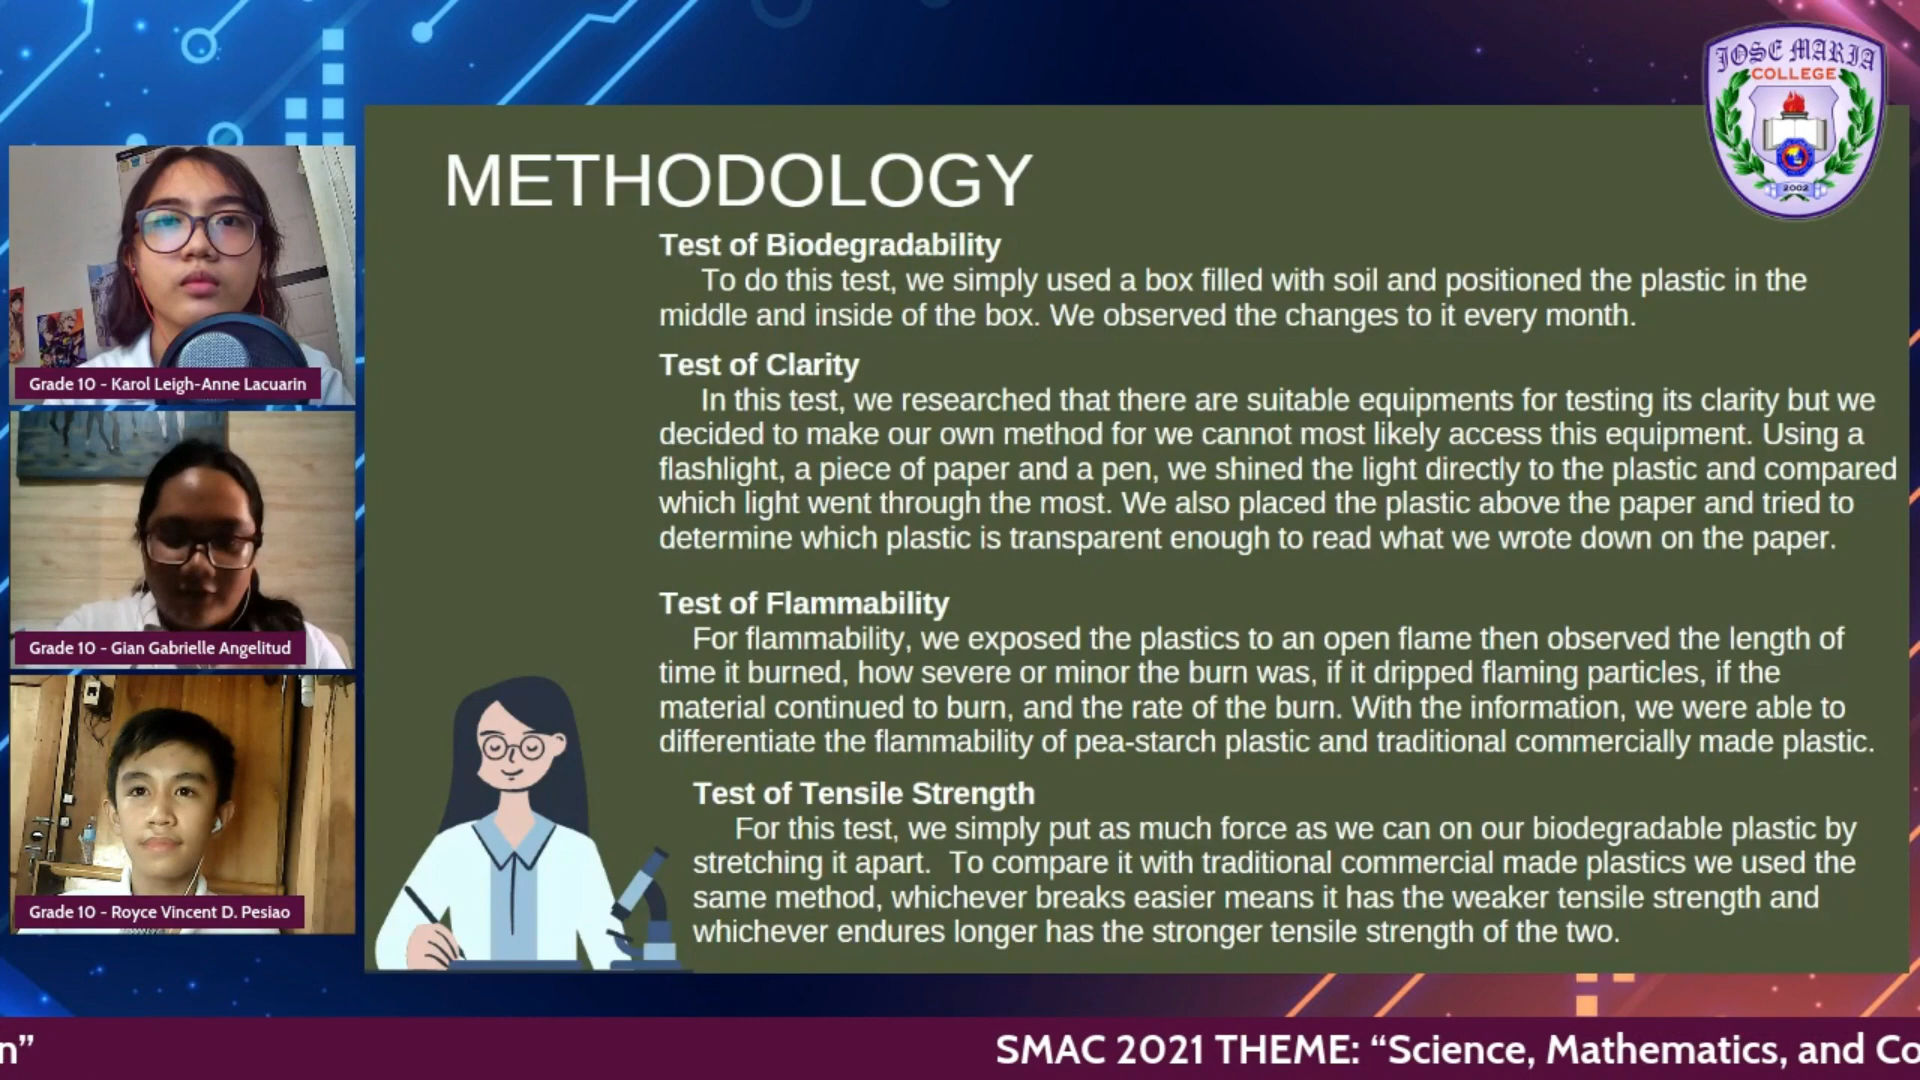 JOSE MARIA
COLLEGE
2002
METHODOLOGY
Test of Biodegradability
To do this test, we simply used a box filled with soil and positioned the plastic in the
middle and inside of the box. We observed the changes to it every month.
Test of Clarity
In this test, we researched that there are suitable equipments for testing its clarity but we
decided to make our own method for we cannot most likely access this equipment. Using a
flashlight, a piece of paper and a pen, we shined the light directly to the plastic and compared
which light went through the most. We also placed the plastic above the paper and tried to
determine which plastic is transparent enough to read what we wrote down on the paper.
Test of Flammability
For flammability, we exposed the plastics to an open flame then observed the length of
time it burned, how severe or minor the burn was, if it dripped flaming particles, if the
material continued to burn, and the rate of the burn. With the information, we were able to
differentiate the flammability of pea-starch plastic and traditional commercially made plastic.
Test of Tensile Strength
For this test, we simply put as much force as we can on our biodegradable plastic by
stretching it apart.  To compare it with traditional commercial made plastics we used the
same method, whichever breaks easier means it has the weaker tensile strength and
whichever endures longer has the stronger tensile strength of the two.
Grade 10 - Karol Leigh-Anne Lacuarin
Grade 10 - Gian Gabrielle Angelitud
Grade 10 - Royce Vincent D. Pesiao
n”
SMAC 2021 THEME: “Science, Mathematics, and Co